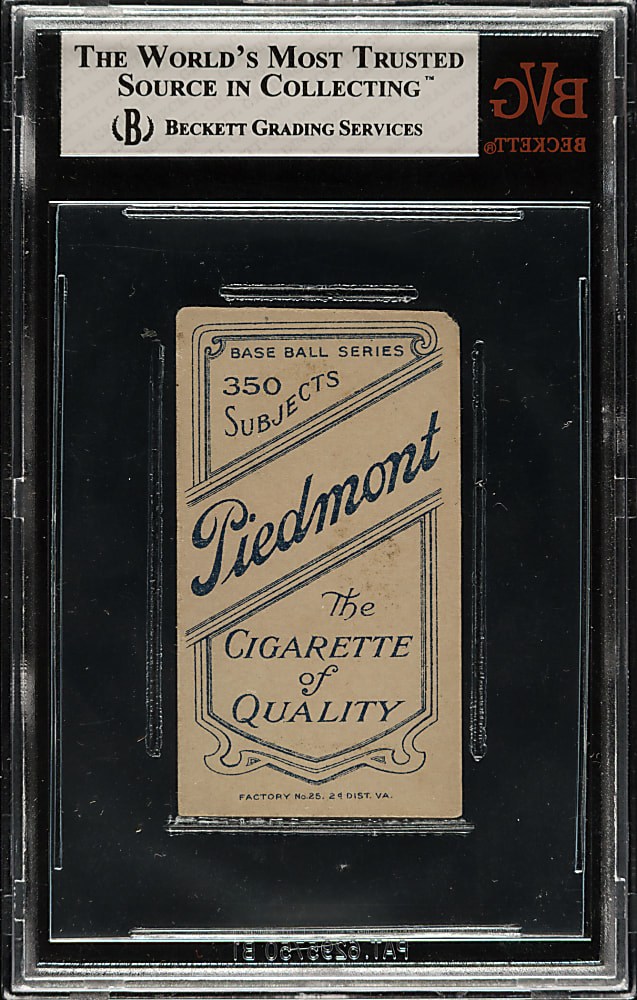 THE WORLD'S MOST TRUSTED
SOURCE IN COLLECTING™
(B) BECKETT GRADING SERVICES
BVG
BECKETT®
BASE BALL SERIES
350
SUBJECTS
Piedmont
The
CIGARETTE
of
QUALITY
FACTORY No.25, 2d DIST. VA.